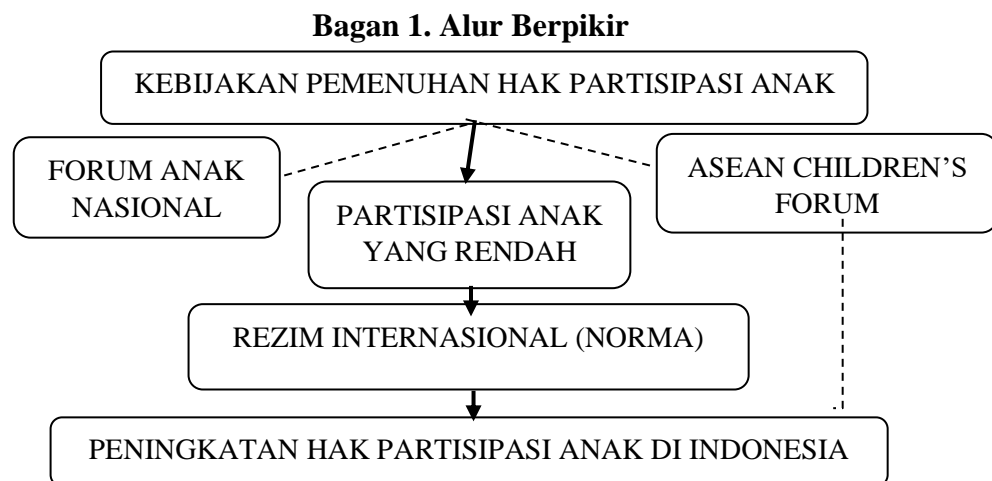 Bagan 1. Alur Berpikir
KEBIJAKAN PEMENUHAN HAK PARTISIPASI ANAK
FORUM ANAK
NASIONAL
ASEAN CHILDREN’S
FORUM
PARTISIPASI ANAK
YANG RENDAH
REZIM INTERNASIONAL (NORMA)
PENINGKATAN HAK PARTISIPASI ANAK DI INDONESIA